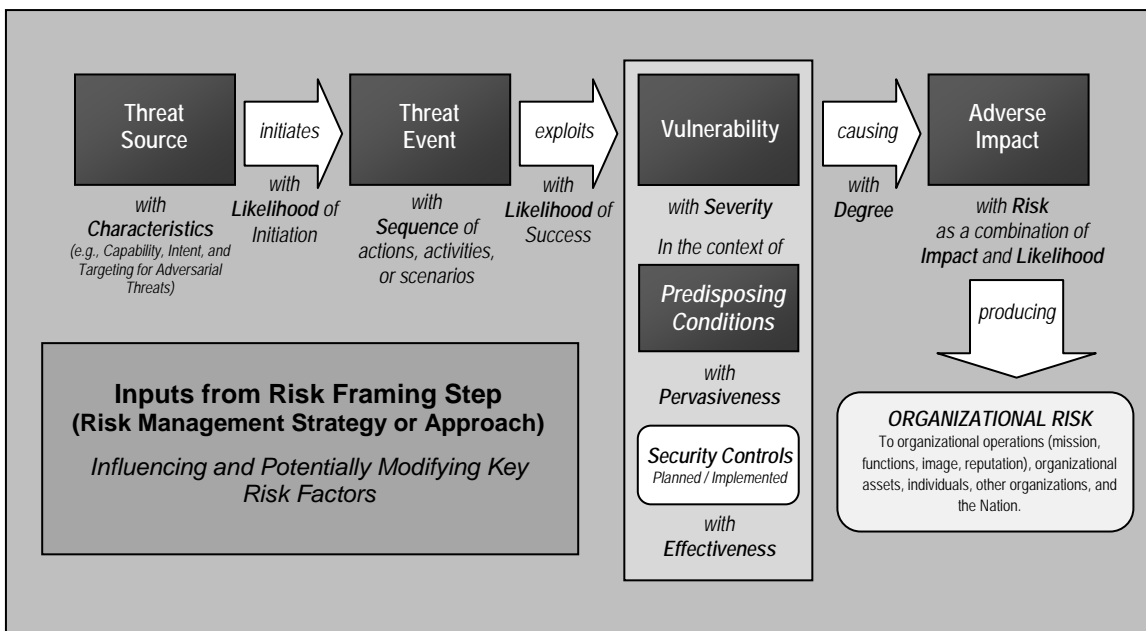 Threat
Source
with
Characteristics
(e.g., Capability, Intent, and
Targeting for Adversarial
Threats)
initiates
with
Likelihood of
Initiation
Threat
Event
with
Sequence of
actions, activities,
or scenarios
exploits
with
Likelihood of
Success
Vulnerability
with Severity
In the context of
Predisposing
Conditions
with
Pervasiveness
Security Controls
Planned / Implemented
with
Effectiveness
causing
with
Degree
Adverse
Impact
with Risk
as a combination of
Impact and Likelihood
producing
ORGANIZATIONAL RISK
To organizational operations (mission,
functions, image, reputation), organizational
assets, individuals, other organizations, and
the Nation.
Inputs from Risk Framing Step
(Risk Management Strategy or Approach)
Influencing and Potentially Modifying Key
Risk Factors